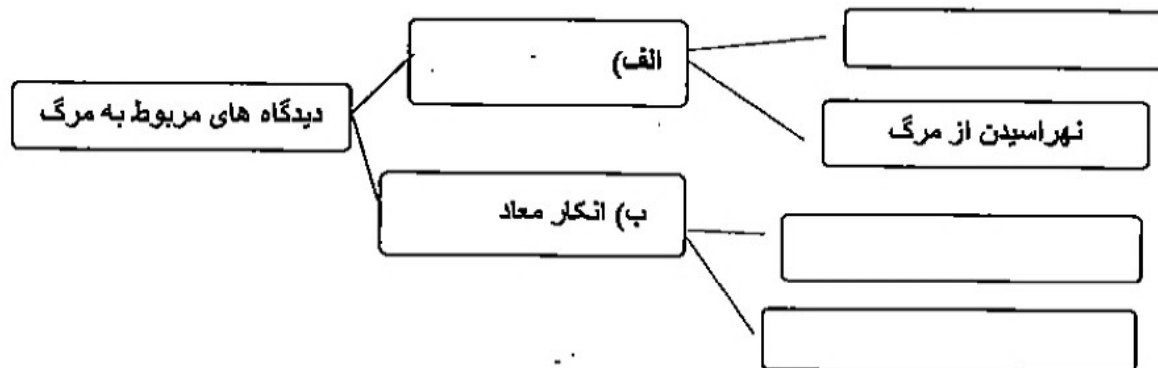 دیدگاه های مربوط به مرگ
الف)
نهراسیدن از مرگ
ب) انکار معاد